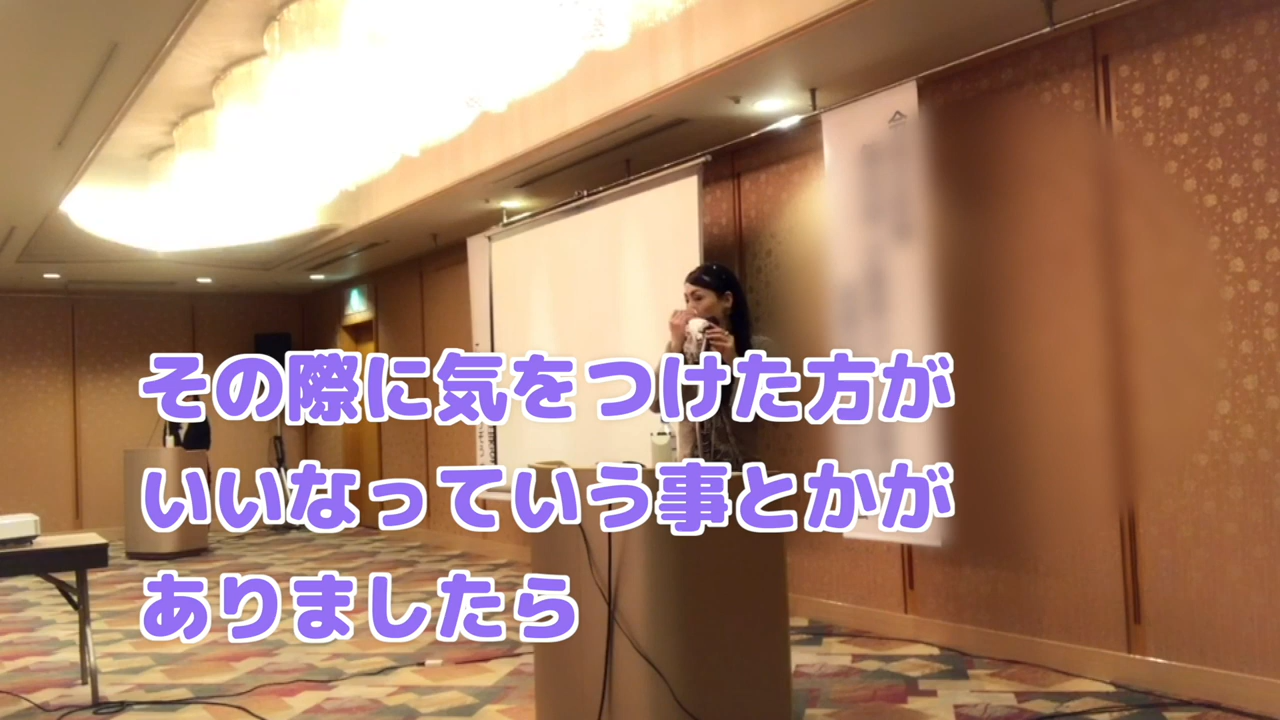 その際に気をつけた方が
いいなっていう事とかが
ありましたら